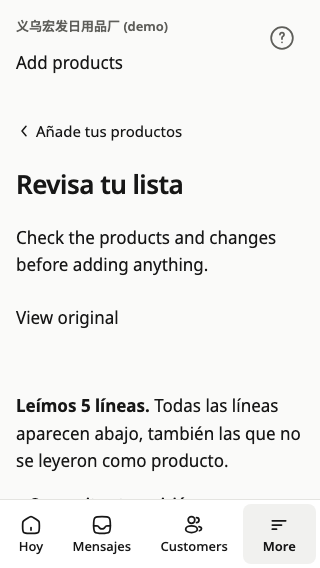 义乌宏发日用品厂 (demo)
Add products
Añade tus productos
Revisa tu lista
Check the products and changes
before adding anything.
View original
Leímos 5 líneas. Todas las líneas
aparecen abajo, también las que no
se leyeron como producto.
Hoy
Mensajes
Customers
More